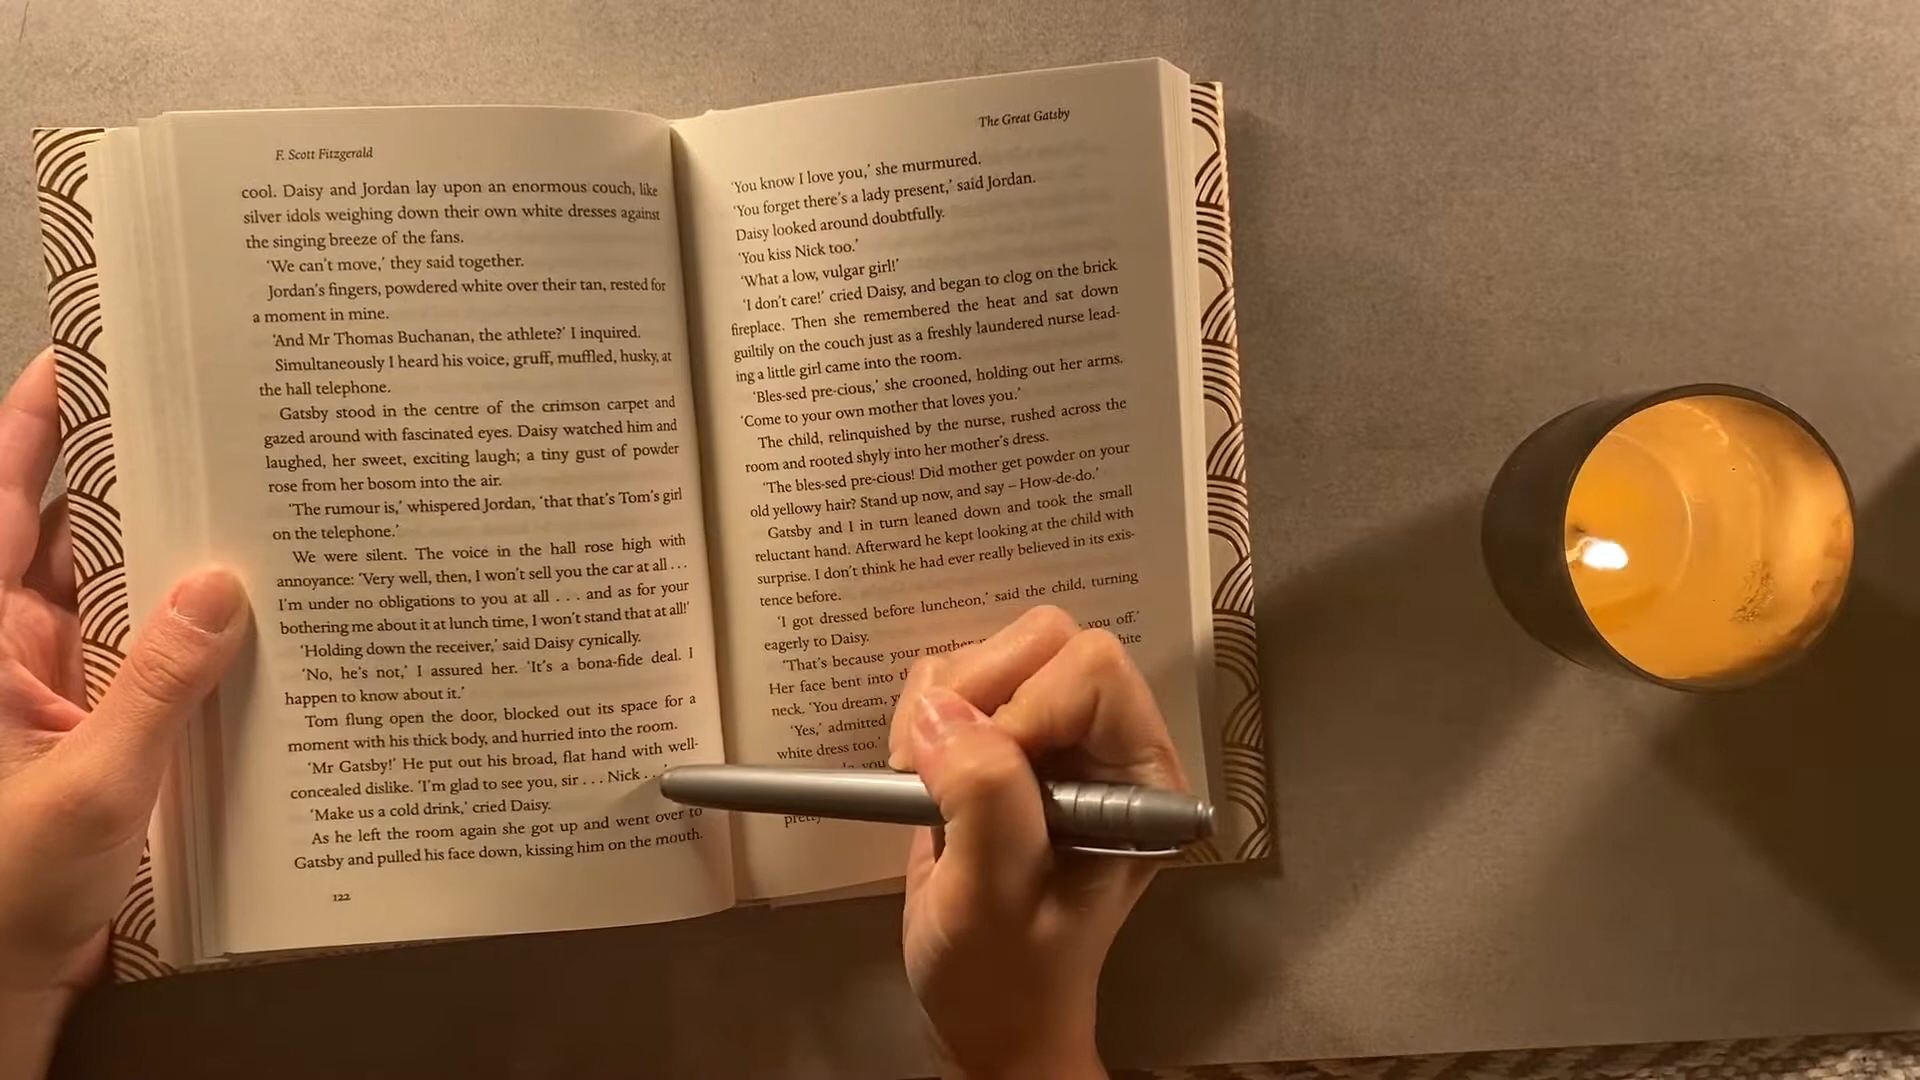 F. Scott Fitzgerald
cool. Daisy and Jordan lay upon an enormous couch, like
silver idols weighing down their own white dresses against
the singing breeze of the fans.
‘We can’t move,’ they said together.
Jordan’s fingers, powdered white over their tan, rested for
a moment in mine.
‘And Mr Thomas Buchanan, the athlete?’ I inquired.
Simultaneously I heard his voice, gruff, muffled, husky, at
the hall telephone.
Gatsby stood in the centre of the crimson carpet and
gazed around with fascinated eyes. Daisy watched him and
laughed, her sweet, exciting laugh; a tiny gust of powder
rose from her bosom into the air.
‘The rumour is,’ whispered Jordan, ‘that that’s Tom’s girl
on the telephone.’
We were silent. The voice in the hall rose high with
annoyance: ‘Very well, then, I won’t sell you the car at all . . .
I’m under no obligations to you at all . . . and as for your
bothering me about it at lunch time, I won’t stand that at all!’
‘Holding down the receiver,’ said Daisy cynically.
‘No, he’s not,’ I assured her. ‘It’s a bona-fide deal. I
happen to know about it.’
Tom flung open the door, blocked out its space for a
moment with his thick body, and hurried into the room.
‘Mr Gatsby!’ He put out his broad, flat hand with well-
concealed dislike. ‘I’m glad to see you, sir . . . Nick . .
‘Make us a cold drink,’ cried Daisy.
As he left the room again she got up and went over to
Gatsby and pulled his face down, kissing him on the mouth.
122
The Great Gatsby
‘You know I love you,’ she murmured.
‘You forget there’s a lady present,’ said Jordan.
Daisy looked around doubtfully.
‘You kiss Nick too.’
‘What a low, vulgar girl!’
‘I don’t care!’ cried Daisy, and began to clog on the brick
fireplace. Then she remembered the heat and sat down
guiltily on the couch just as a freshly laundered nurse lead-
ing a little girl came into the room.
‘Bles-sed pre-cious,’ she crooned, holding out her arms.
‘Come to your own mother that loves you.’
The child, relinquished by the nurse, rushed across the
room and rooted shyly into her mother’s dress.
‘The bles-sed pre-cious! Did mother get powder on your
old yellowy hair? Stand up now, and say – How-de-do.’
Gatsby and I in turn leaned down and took the small
reluctant hand. Afterward he kept looking at the child with
surprise. I don’t think he had ever really believed in its exis-
tence before.
‘I got dressed before luncheon,’ said the child, turning
eagerly to Daisy.
‘That’s because your mother you off.’
Her face bent into
neck. ‘You dream,
‘Yes,’ admitted
white dress too.’
you